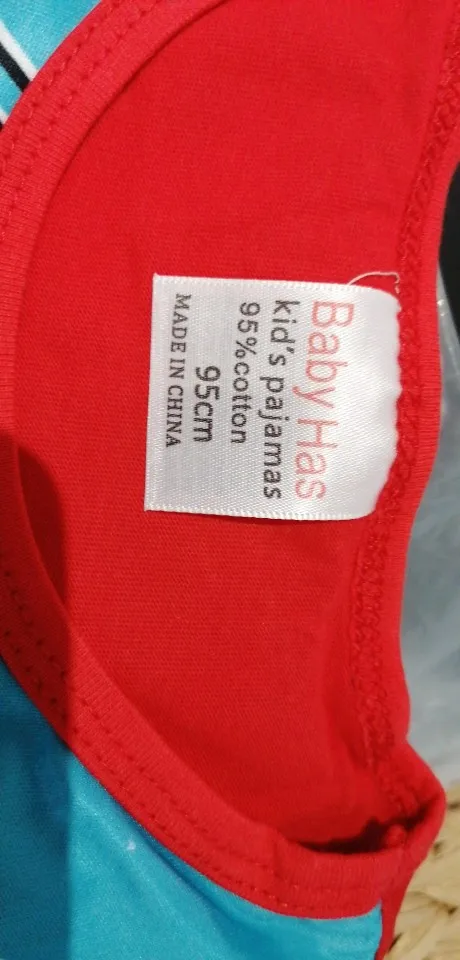 Baby Has
kid's pajamas
95%cotton
95cm
MADE IN CHINA